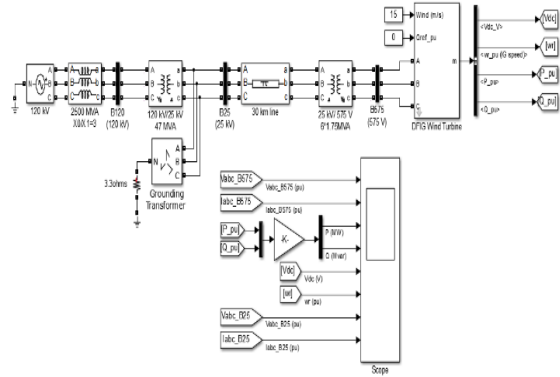 15
Wind (m/s)
0
Qref_pu
A
B
C
m
DFIG Wind Turbine
<Vdc_V>
<wr_pu (G speed)>
<P_pu>
<Q_pu>
[Vdc]
[wr]
[P_pu
[Q_pu
N
A
B
C
120 kV
A
B
C
a
b
c
2500 MVA
X0/X1=3
B120
(120 kV)
A
B
C
a
b
c
120 kV/25 kV
47 MVA
B25
(25 kV)
A
B
C
a
b
c
30 km line
A
B
C
a
b
c
25 kV/ 575 V
6*1.75MVA
B575
(575 V)
3.3ohms
N
A
B
C
Grounding
Transformer
Vabc_B575
Vabc_B575 (pu)
Iabc_B575
Iabc_B575 (pu)
[P_pu]
[Q_pu]
-K-
P (MW)
Q (Mvar)
[Vdc]
Vdc (V)
[wr]
wr (pu)
Vabc_B25
Vabc_B25 (pu)
Iabc_B25
Iabc_B25 (pu)
Scope